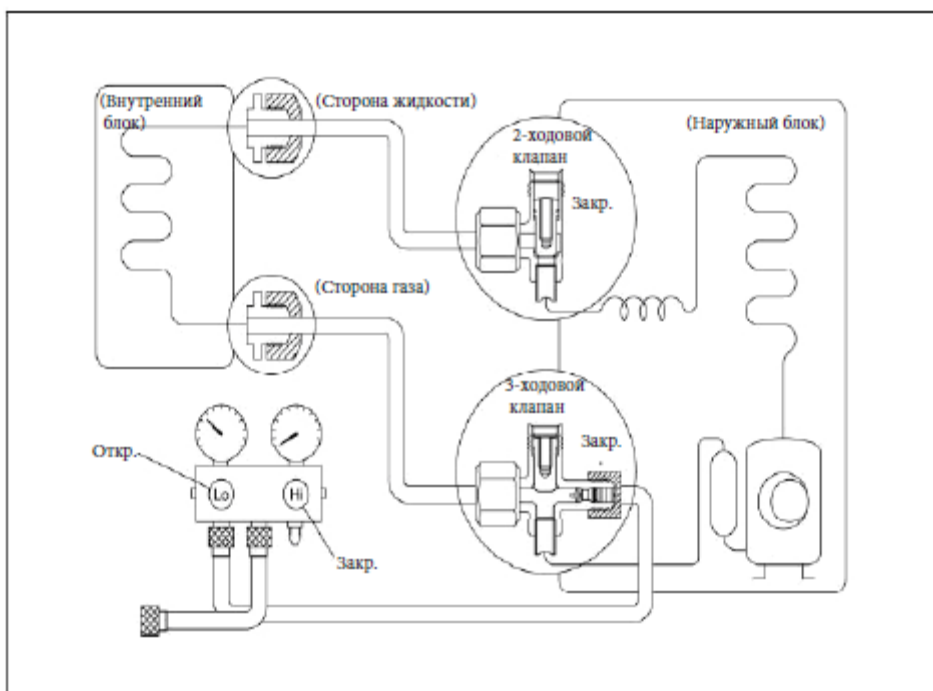 (Внутренний
блок)
(Сторона жидкости)
2-ходовой
клапан
Закр.
(Наружный блок)
(Сторона газа)
3-ходовой
клапан
Закр.
Откр.
Lo
Hi
Закр.